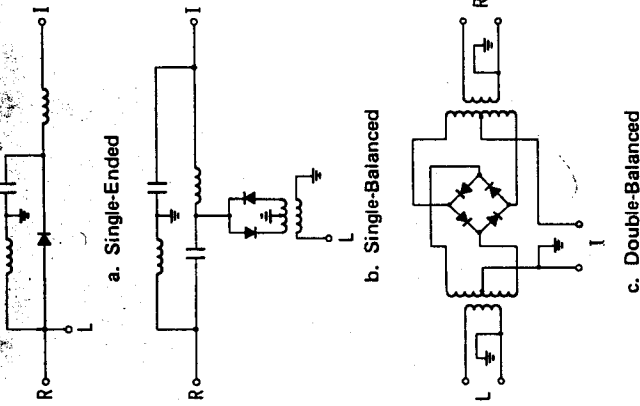 I
L
R
a. Single-Ended
I
R
L
b. Single-Balanced
R
L
I
c. Double-Balanced